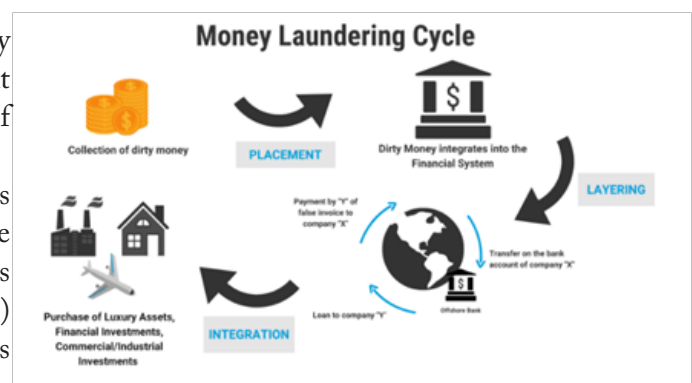 y
t
f
s
e
s
)
s
Money Laundering Cycle
$
Collection of dirty money
PLACEMENT
$
Dirty Money integrates into the
Financial System
LAYERING
Payment by "Y" of
false invoice to
company "X"
Transfer on the bank
account of company "X"
Offshore Bank
Loan to company "Y"
INTEGRATION
Purchase of Luxury Assets,
Financial Investments,
Commercial/Industrial
Investments